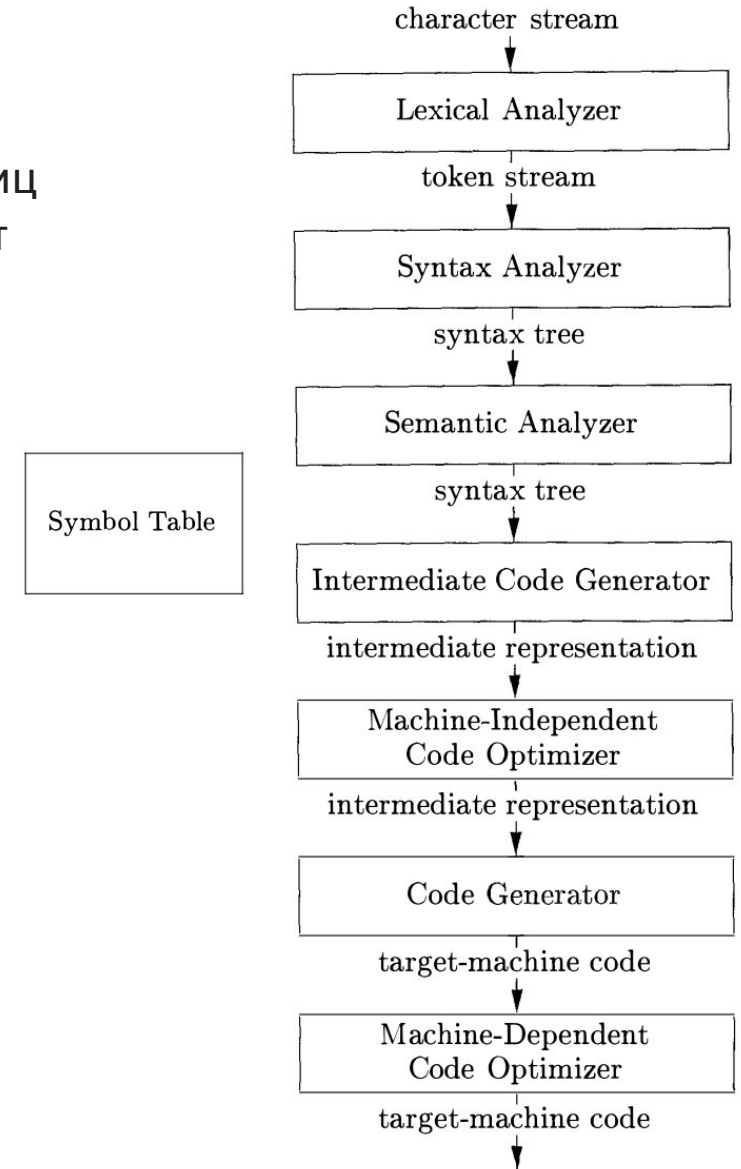 character stream
Lexical Analyzer
иц
т
token stream
Syntax Analyzer
syntax tree
Semantic Analyzer
syntax tree
Symbol Table
Intermediate Code Generator
intermediate representation
Machine-Independent
Code Optimizer
intermediate representation
Code Generator
target-machine code
Machine-Dependent
Code Optimizer
target-machine code